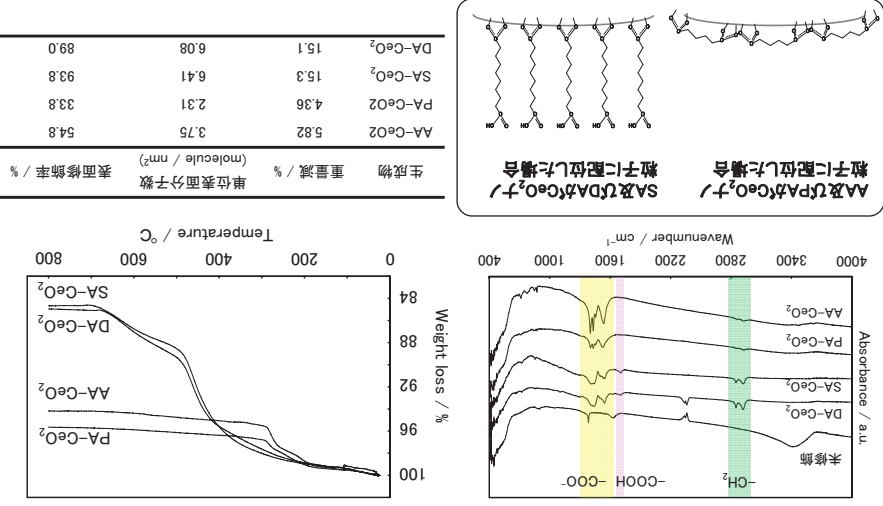 –CH₂ –COOH –COO⁻
未修飾
DA–CeO₂
SA–CeO₂
PA–CeO₂
AA–CeO₂
Absorbance / a.u.
4000 3400 2800 2200 1600 1000 400
Wavenumber / cm⁻¹
100
96
92
88
84
Weight loss / %
PA–CeO₂
AA–CeO₂
DA–CeO₂
SA–CeO₂
0 200 400 600 800
Temperature / °C
AA及びPAがCeO₂ナノ
粒子に配位した場合
SA及びDAがCeO₂ナノ
粒子に配位した場合
HO O HO O HO O HO O HO O
生成物 重量減 / % 単位表面分子数 (molecule / nm²) 表面修飾率 / %
AA–CeO2 5.82 3.75 54.8
PA–CeO2 4.36 2.31 33.8
SA–CeO₂ 15.3 6.41 93.8
DA–CeO₂ 15.1 6.08 89.0